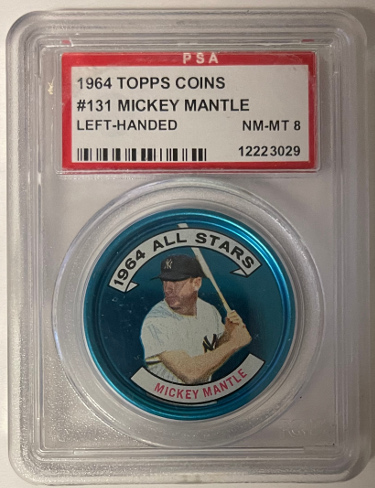 PSA
1964 TOPPS COINS
#131 MICKEY MANTLE
LEFT-HANDED NM-MT 8
12223029
1964 ALL STARS
MICKEY MANTLE